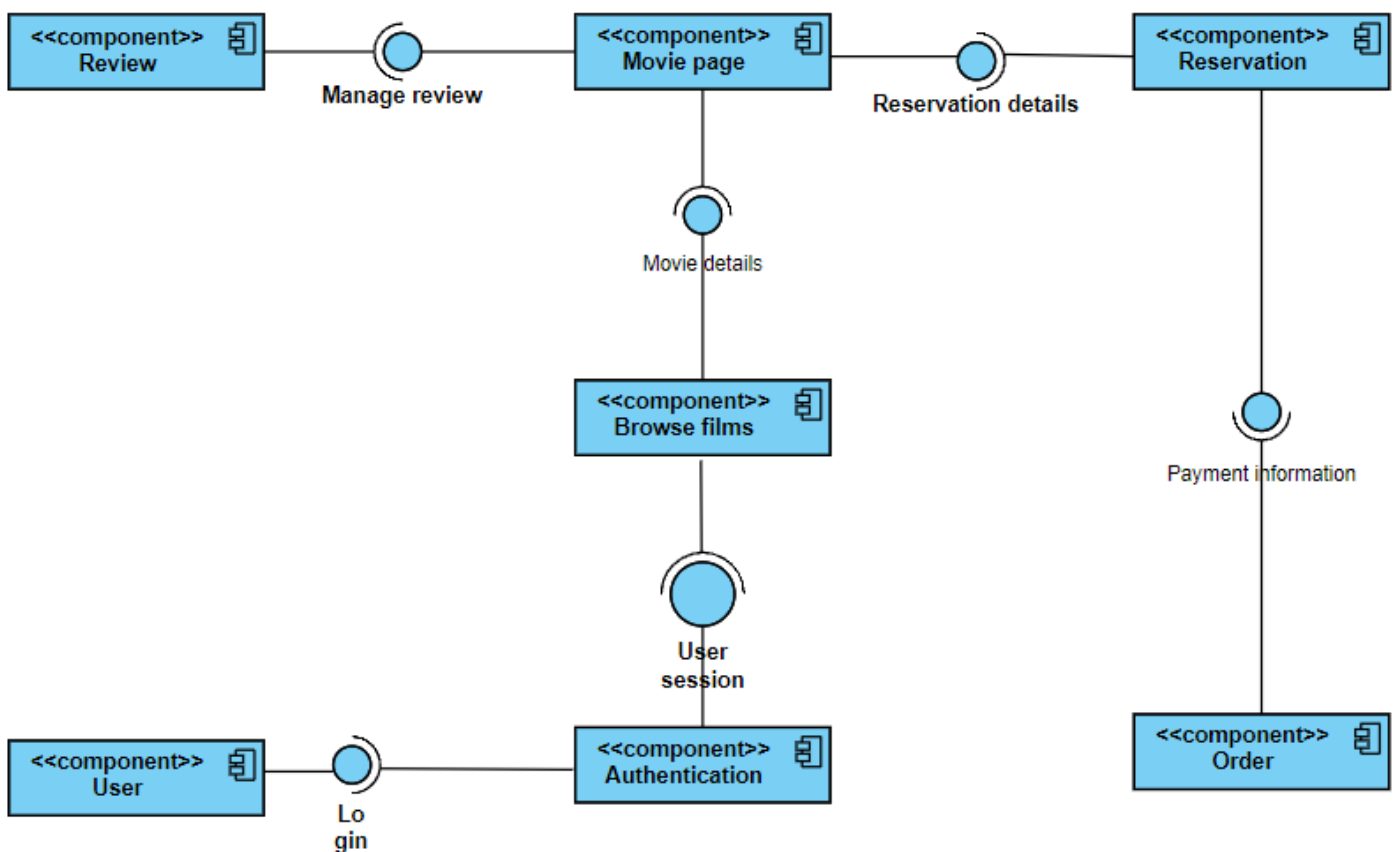 <<component>>
Review
Manage review
<<component>>
Movie page
Reservation details
<<component>>
Reservation
Movie details
<<component>>
Browse films
Payment information
User
session
<<component>>
User
Lo
gin
<<component>>
Authentication
<<component>>
Order